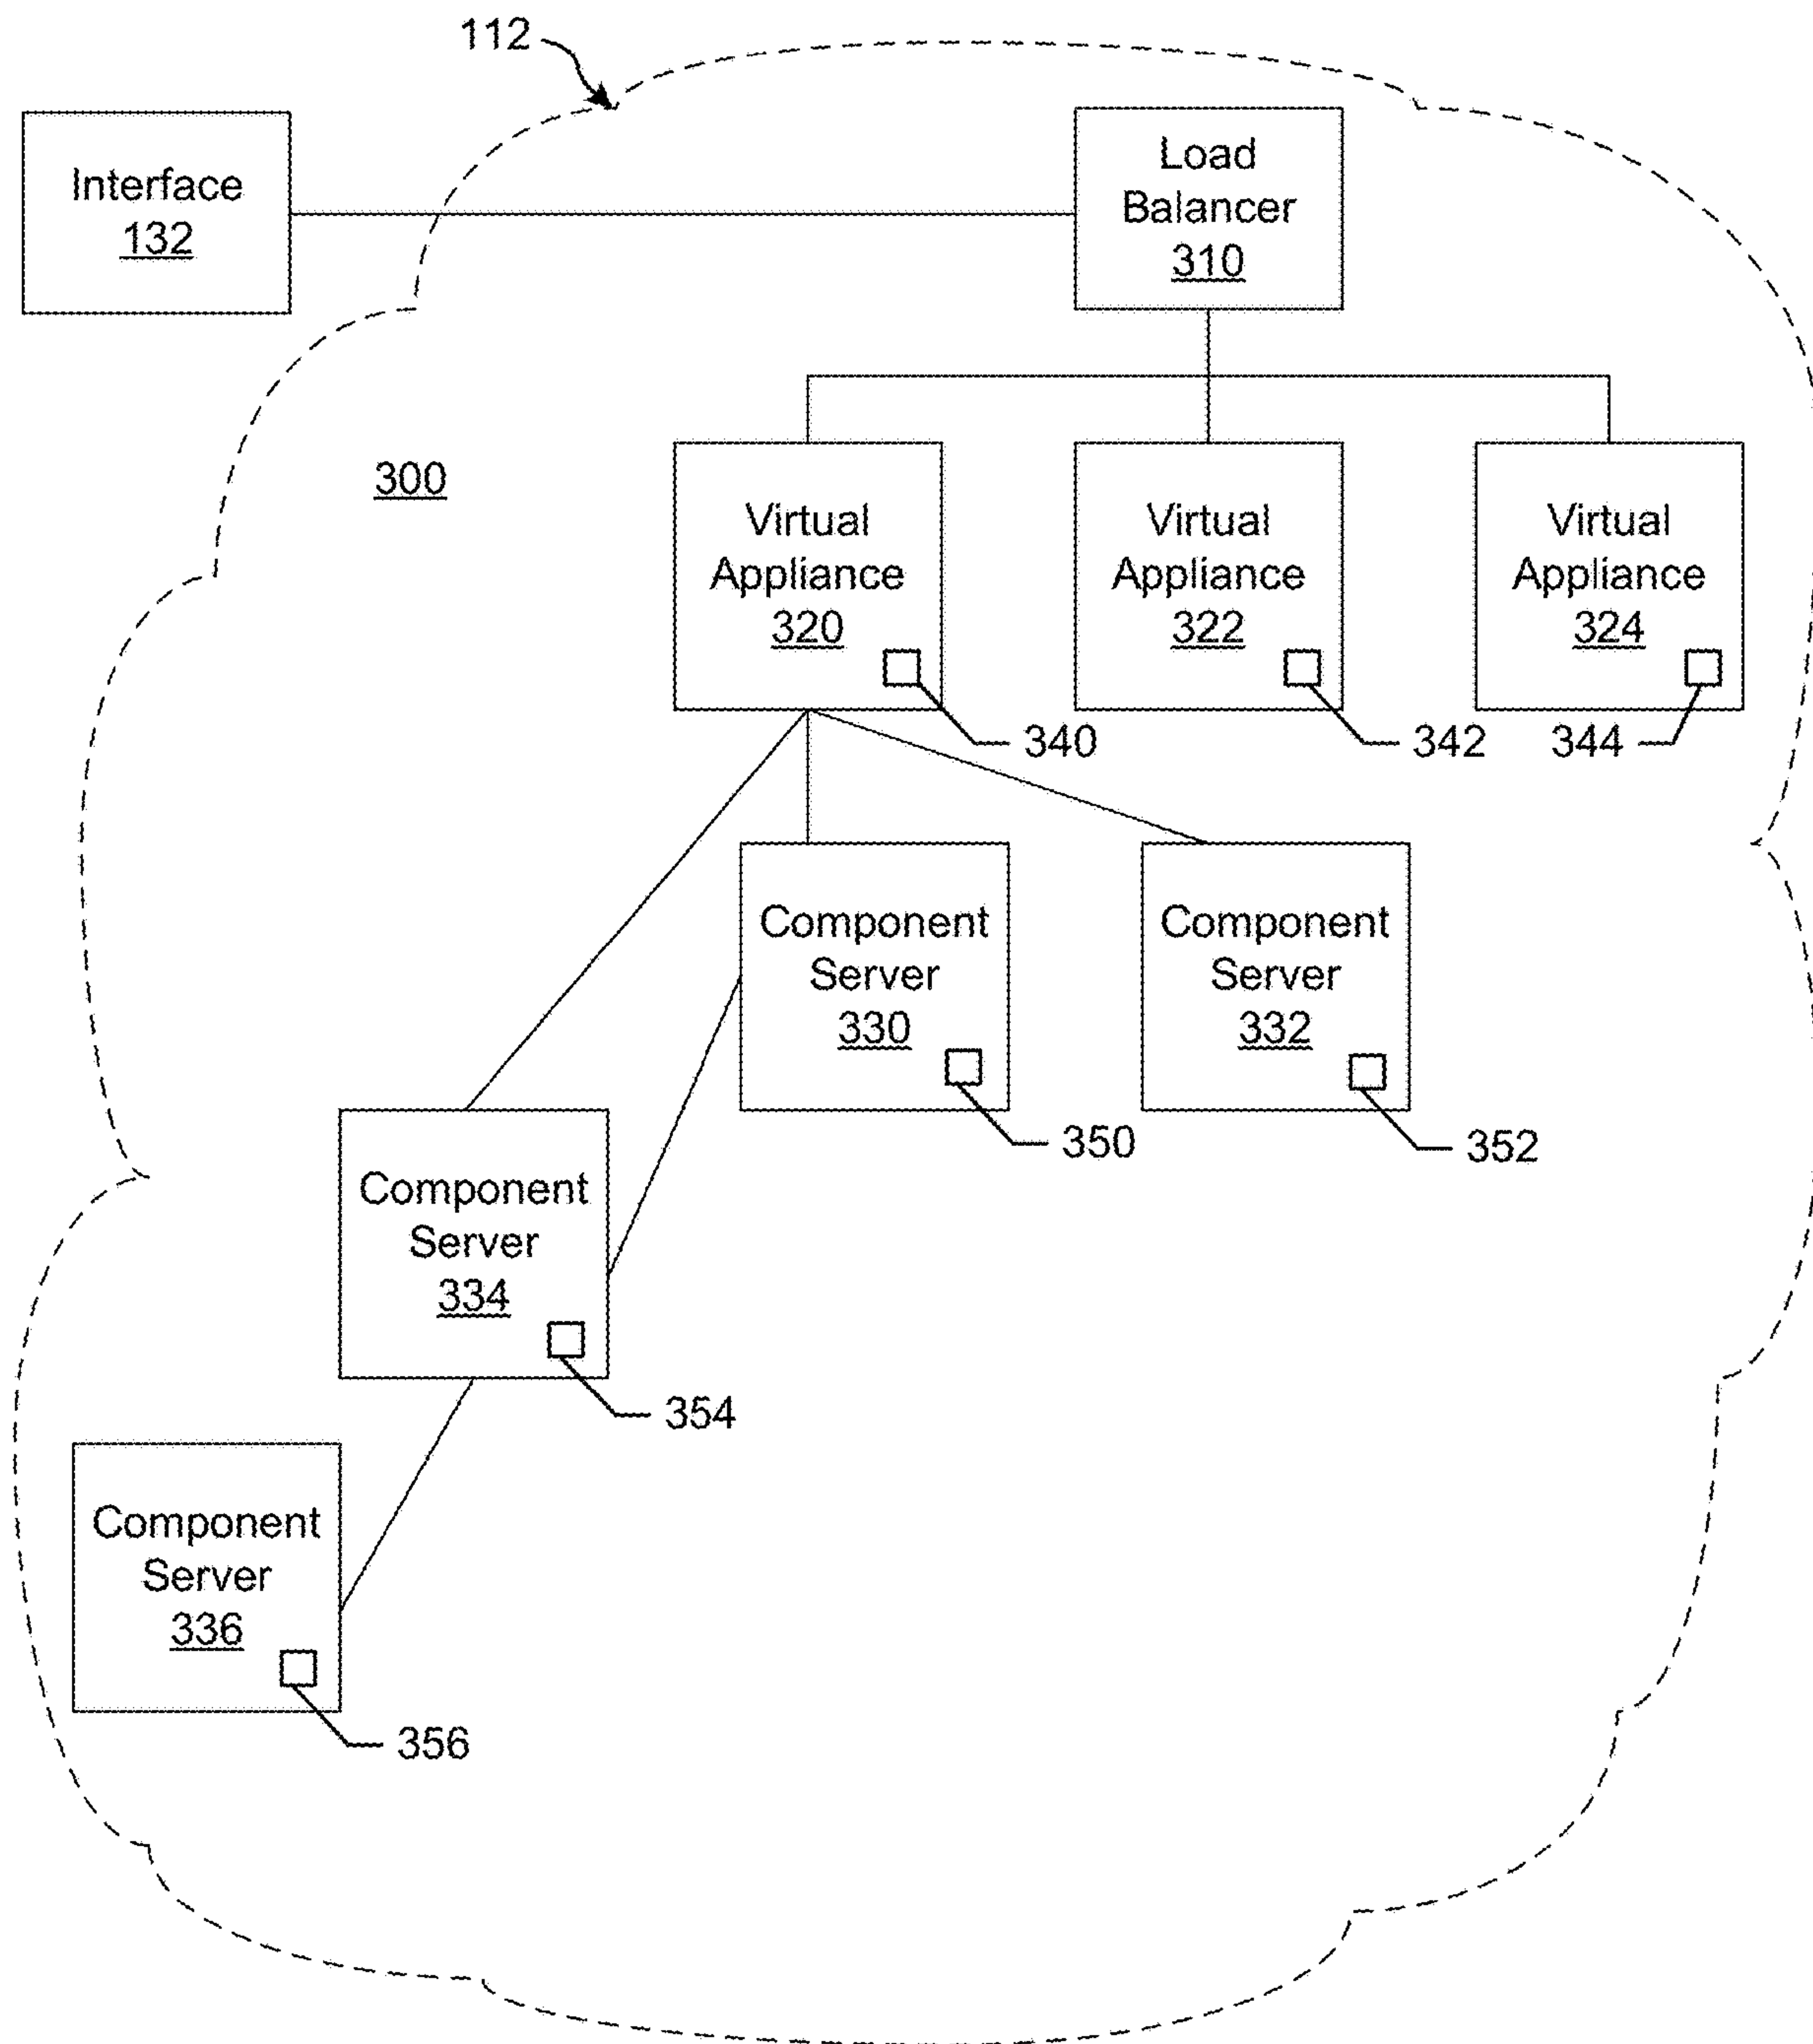 112
Interface
132
Load
Balancer
310
300
Virtual
Appliance
320
Virtual
Appliance
322
Virtual
Appliance
324
340
342
344
Component
Server
330
Component
Server
332
350
352
Component
Server
334
354
Component
Server
336
356